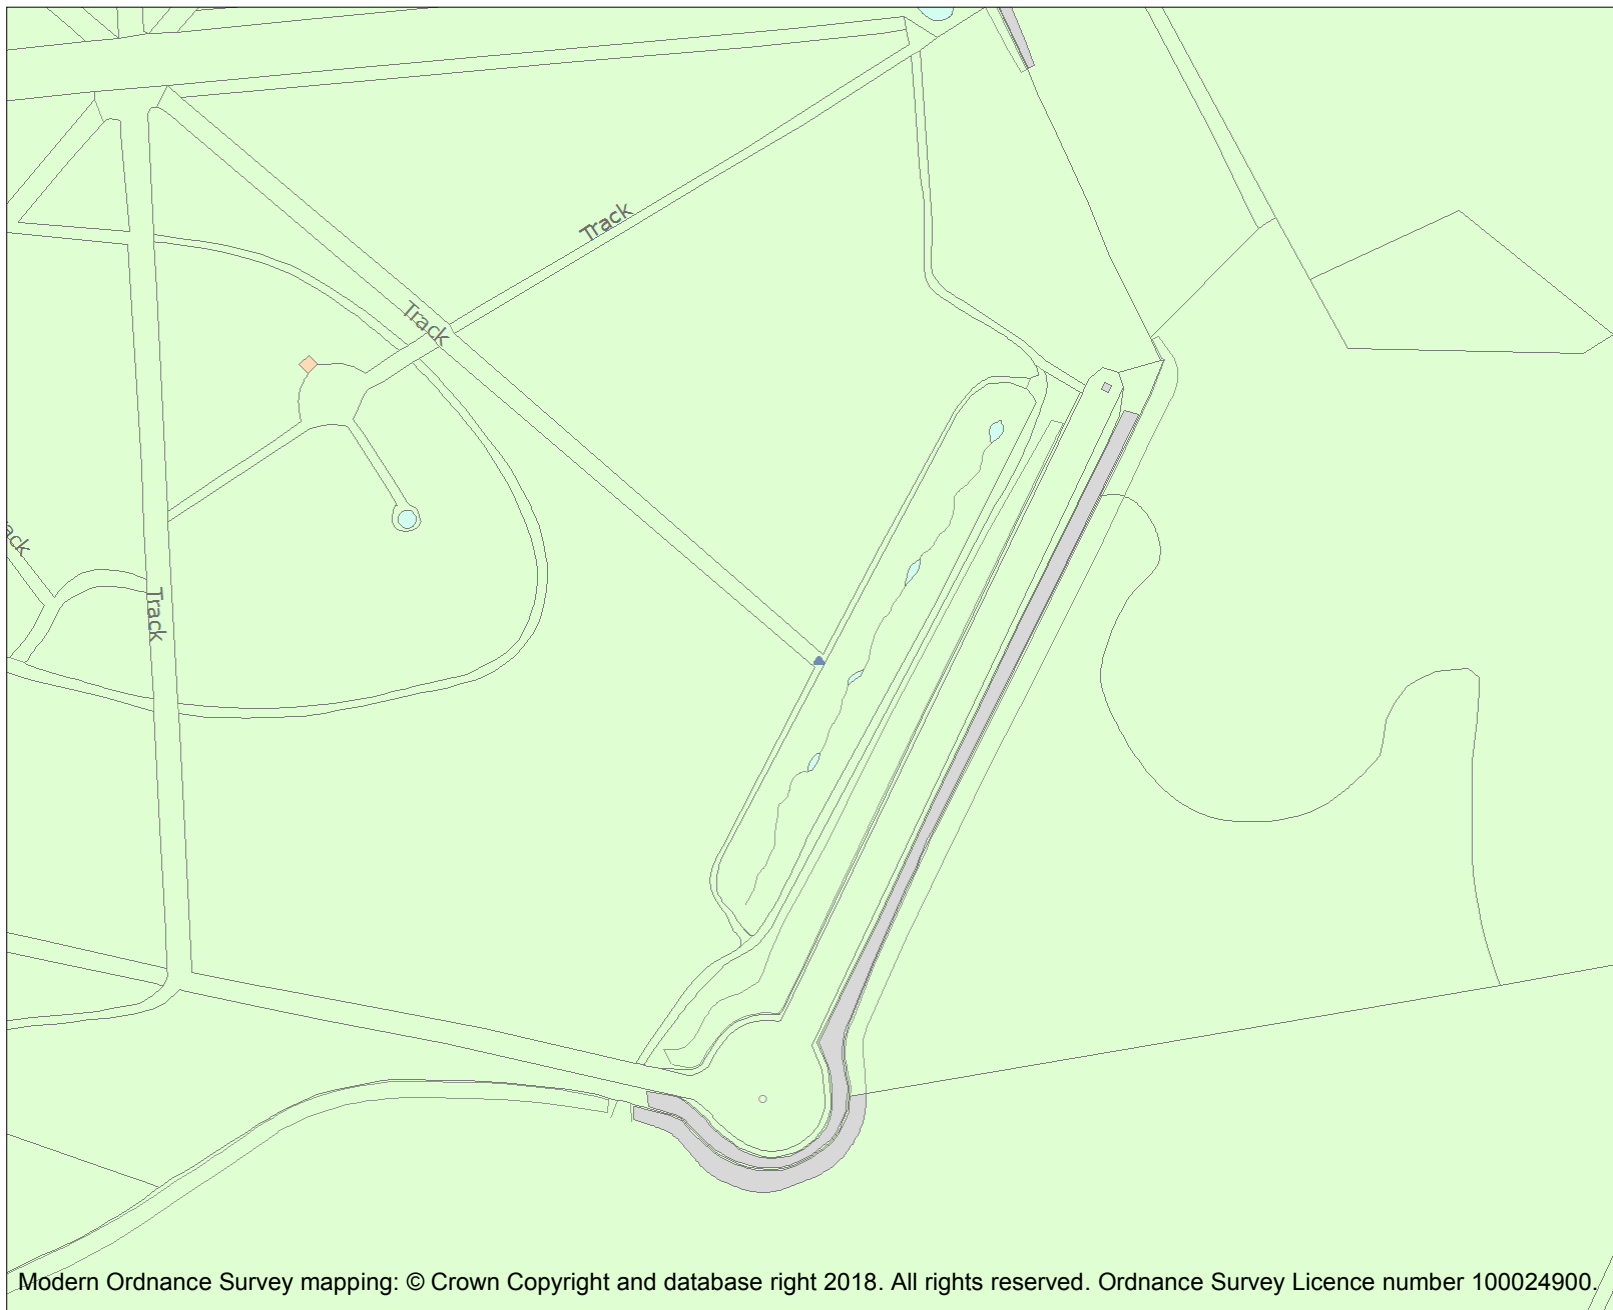 Track
Track
ack
Track
Modern Ordnance Survey mapping: © Crown Copyright and database right 2018. All rights reserved. Ordnance Survey Licence number 100024900.